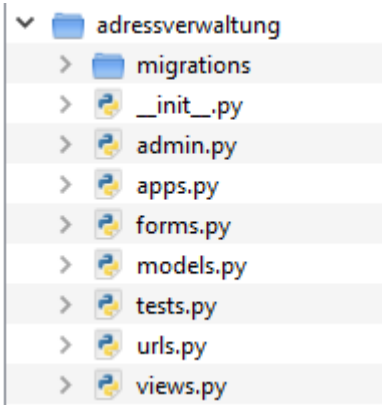 adressverwaltung
migrations
__init__.py
admin.py
apps.py
forms.py
models.py
tests.py
urls.py
views.py